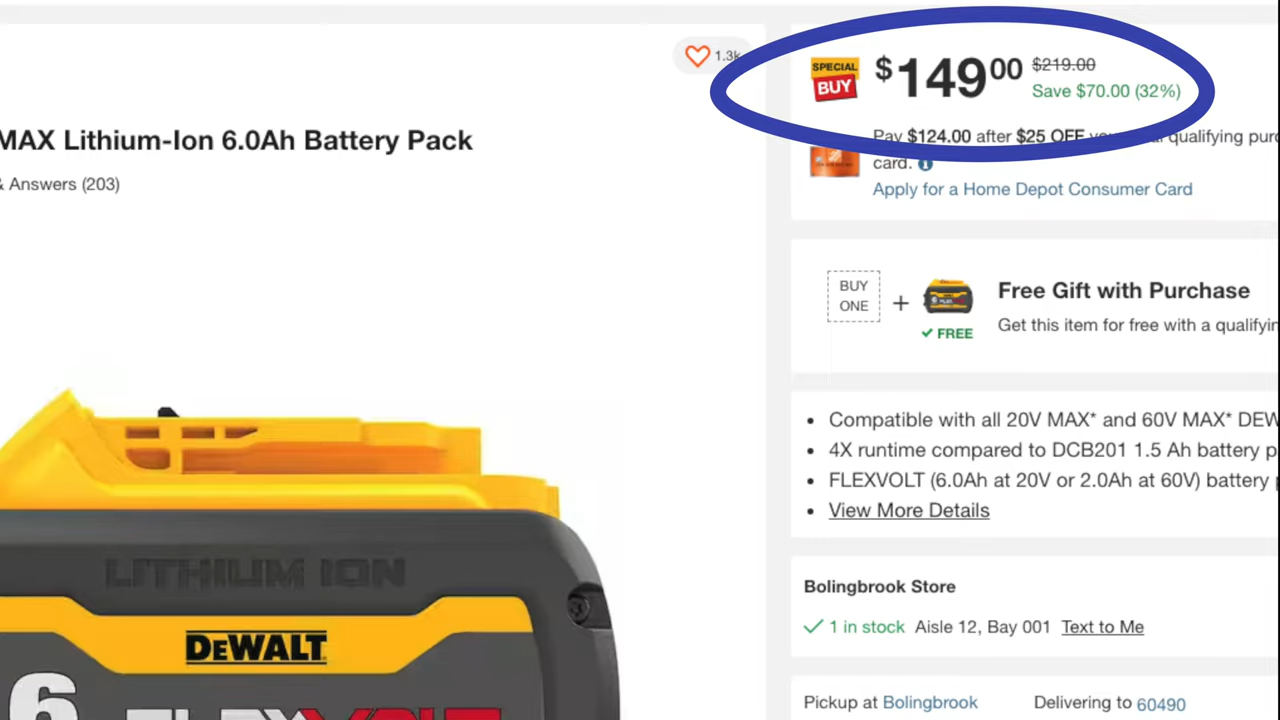 1.3k
SPECIAL
BUY
$149⁰⁰
$219.00
Save $70.00 (32%)
MAX Lithium-Ion 6.0Ah Battery Pack
& Answers (203)
Pay $124.00 after $25 OFF qualifying
card.
Apply for a Home Depot Consumer Card
BUY
ONE
+
FREE
Free Gift with Purchase
Get this item for free with a
• Compatible with all 20V MAX* and 60V MAX*
• 4X runtime compared to DCB201 1.5 Ah battery
• FLEXVOLT (6.0Ah at 20V or 2.0Ah at 60V) battery
• View More Details
LITHIUM ION
DEWALT
6
FLEXVOLT
Bolingbrook Store
1 in stock Aisle 12, Bay 001 Text to Me
Pickup at Bolingbrook
Delivering to 60490